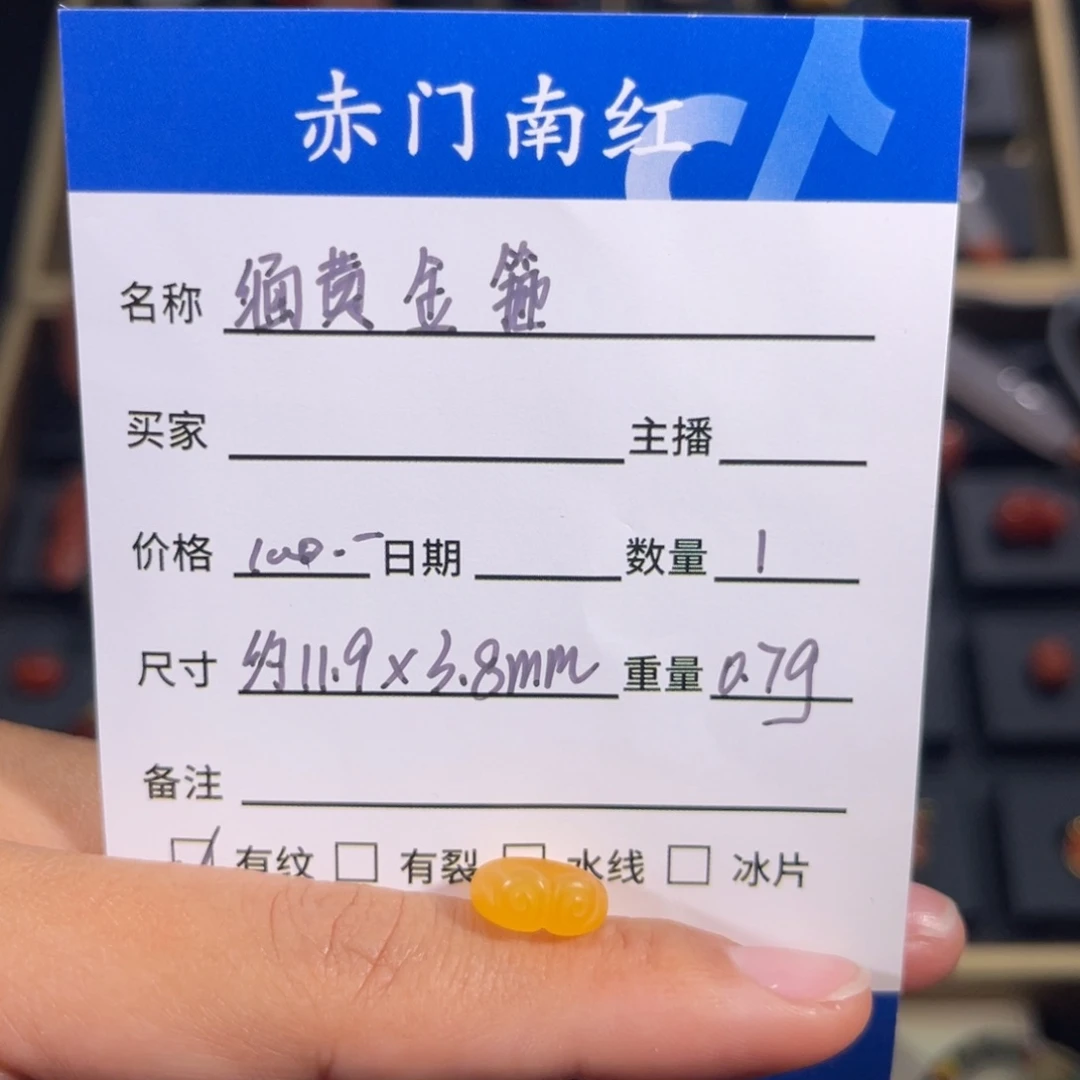 赤门南红
名称 缅黄金箍
买家 主播
价格 100.- 日期 数量 1
尺寸 约11.9x3.8mm 重量 0.7g
备注
☑ 有纹 □ 有裂 □ 水线 □ 冰片